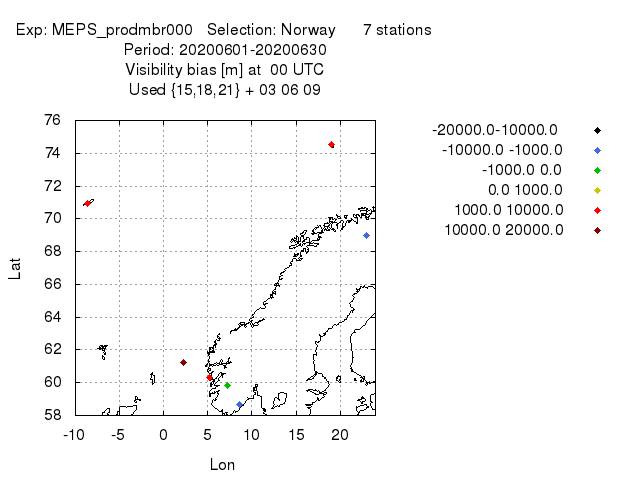 Exp: MEPS_prodmbr000 Selection: Norway 7 stations
Period: 20200601-20200630
Visibility bias [m] at 00 UTC
Used {15,18,21} + 03 06 09
-20000.0-10000.0
-10000.0 -1000.0
-1000.0 0.0
0.0 1000.0
1000.0 10000.0
10000.0 20000.0
76
74
72
70
68
66
64
62
60
58
Lat
-10 -5 0 5 10 15 20
Lon